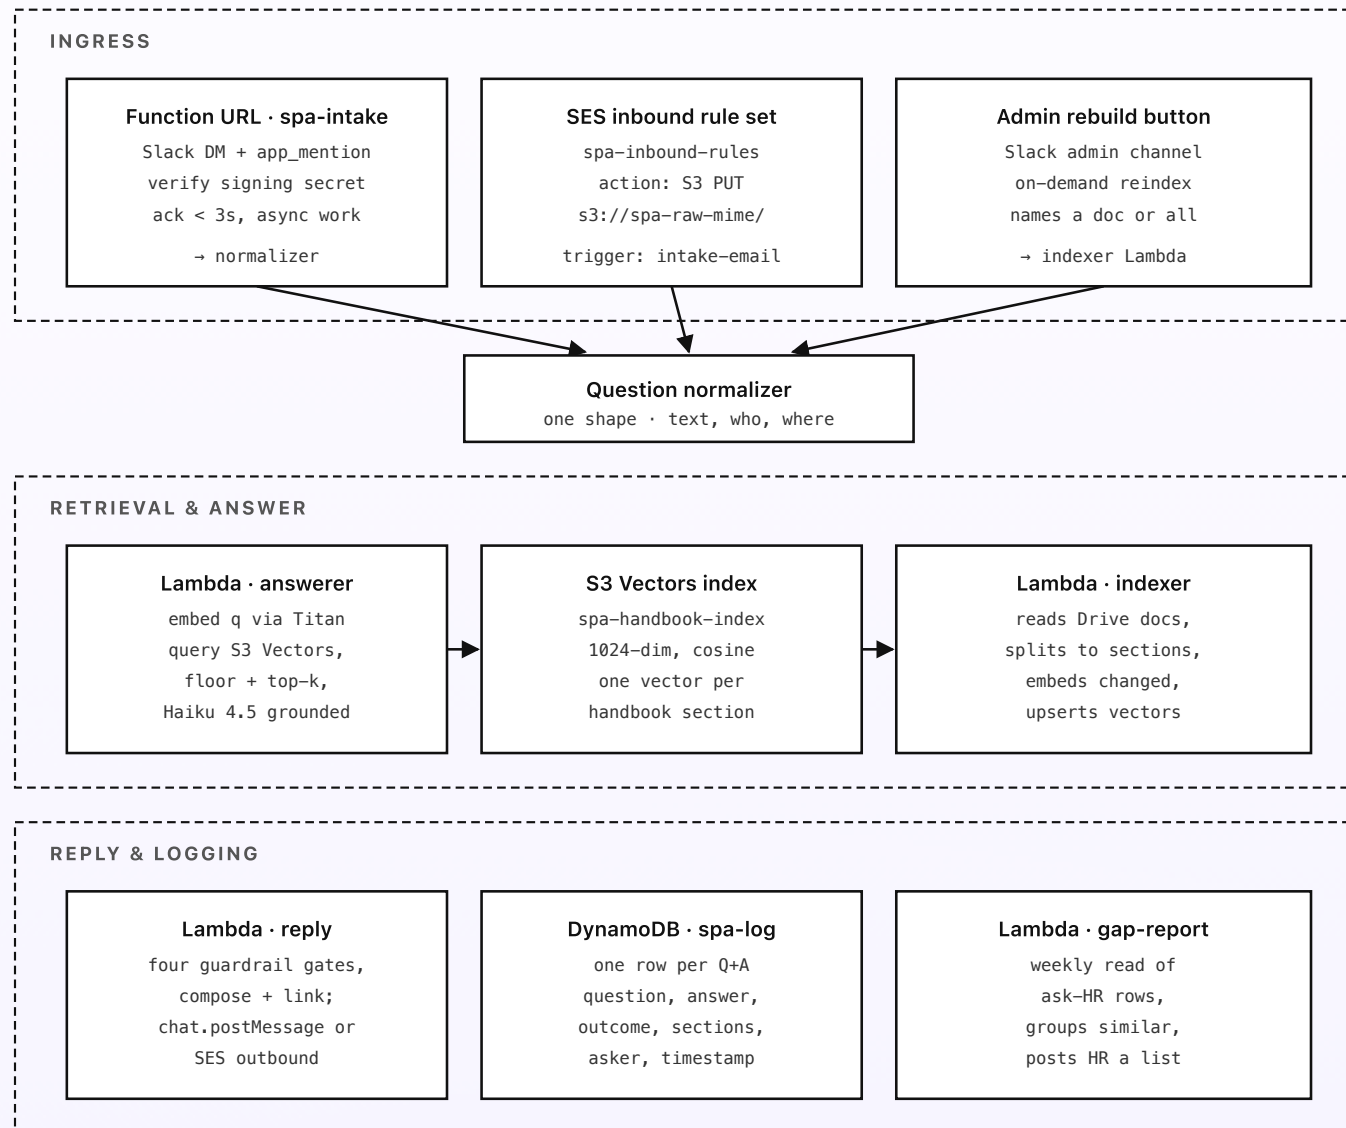 INGRESS
Function URL · spa-intake
Slack DM + app_mention
verify signing secret
ack < 3s, async work
→ normalizer
SES inbound rule set
spa-inbound-rules
action: S3 PUT
s3://spa-raw-mime/
trigger: intake-email
Admin rebuild button
Slack admin channel
on-demand reindex
names a doc or all
→ indexer Lambda
Question normalizer
one shape · text, who, where
RETRIEVAL & ANSWER
Lambda · answerer
embed q via Titan
query S3 Vectors,
floor + top-k,
Haiku 4.5 grounded
S3 Vectors index
spa-handbook-index
1024-dim, cosine
one vector per
handbook section
Lambda · indexer
reads Drive docs,
splits to sections,
embeds changed,
upserts vectors
REPLY & LOGGING
Lambda · reply
four guardrail gates,
compose + link;
chat.postMessage or
SES outbound
DynamoDB · spa-log
one row per Q+A
question, answer,
outcome, sections,
asker, timestamp
Lambda · gap-report
weekly read of
ask-HR rows,
groups similar,
posts HR a list